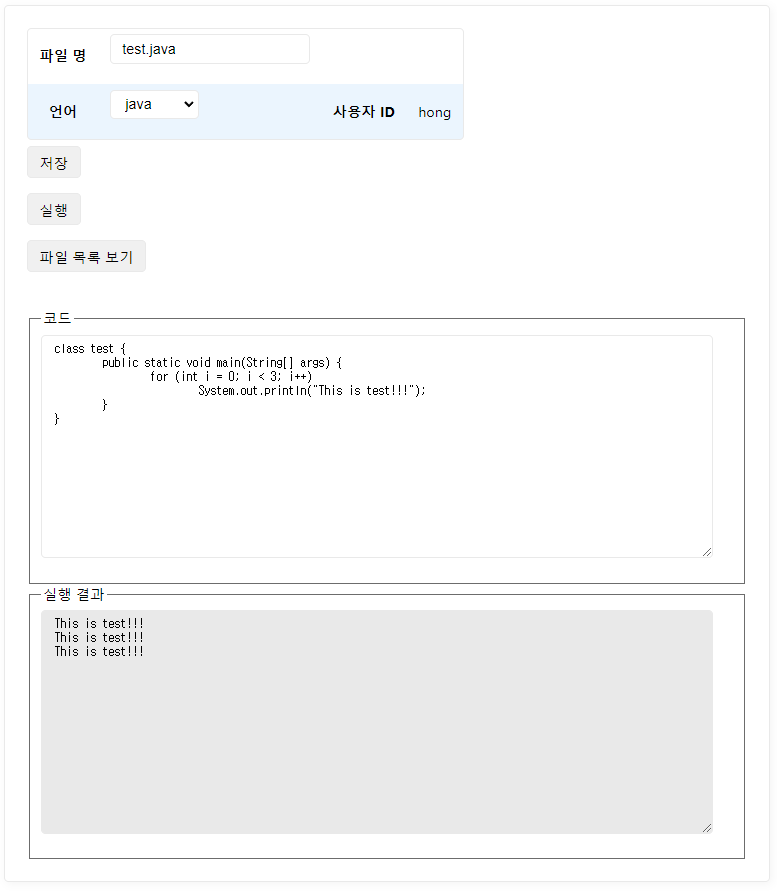 파일 명 test.java
언어 java 사용자 ID hong
저장
실행
파일 목록 보기
코드
class test {
public static void main(String[] args) {
for (int i = 0; i < 3; i++)
System.out.println("This is test!!!");
}
}
실행 결과
This is test!!!
This is test!!!
This is test!!!